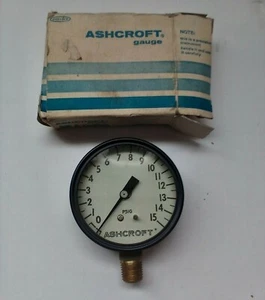 ASHCROFT®
gauge
NOTE:
0 1 2 3 4 5 6 7 8 9 10 11 12 13 14 15
PSIG
ASHCROFT